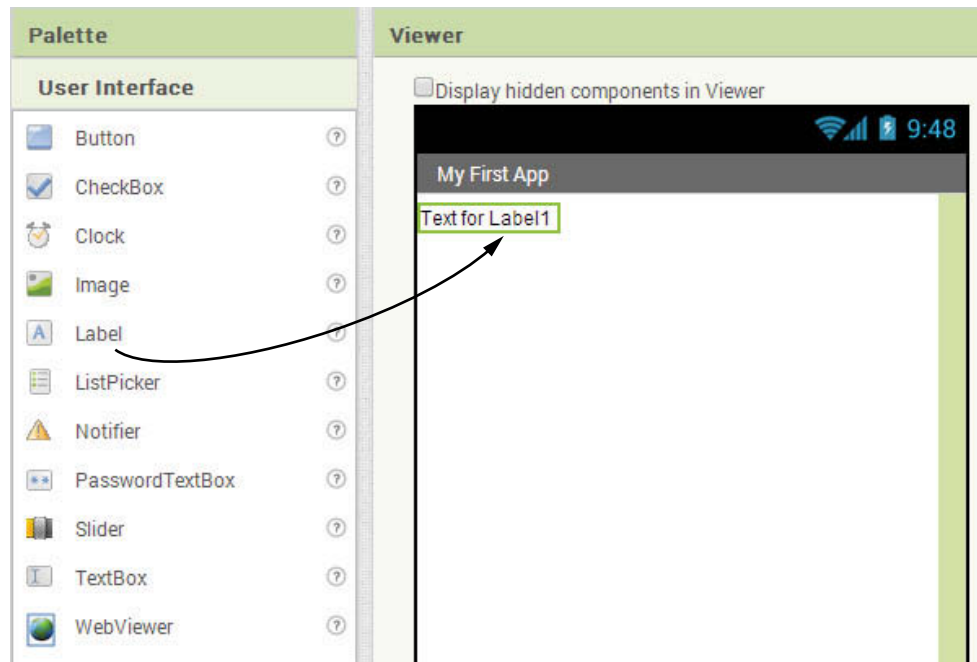 Palette
User Interface
Button ?
CheckBox ?
Clock ?
Image ?
A Label ?
ListPicker ?
Notifier ?
PasswordTextBox ?
Slider ?
TextBox ?
WebViewer ?
Viewer
Display hidden components in Viewer
9:48
My First App
Text for Label1